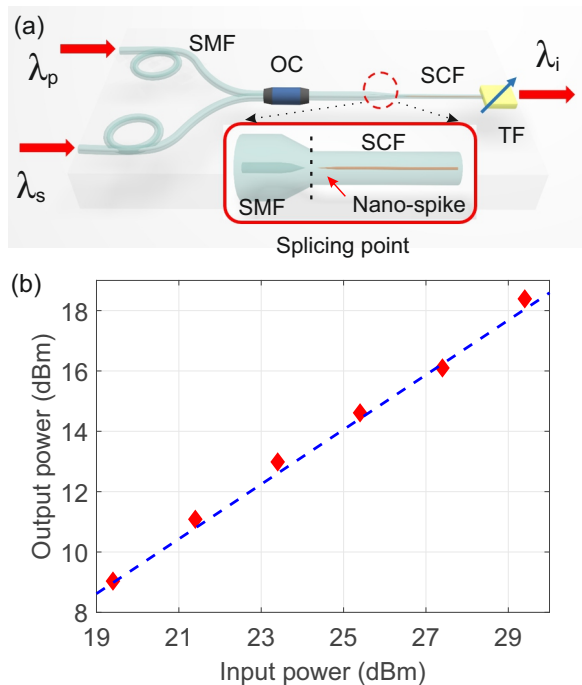 (a)
SMF
OC
SCF
λi
λp
λs
TF
SCF
SMF
Nano-spike
Splicing point
(b)
Output power (dBm)
18
16
14
12
10
8
19 21 23 25 27 29
Input power (dBm)